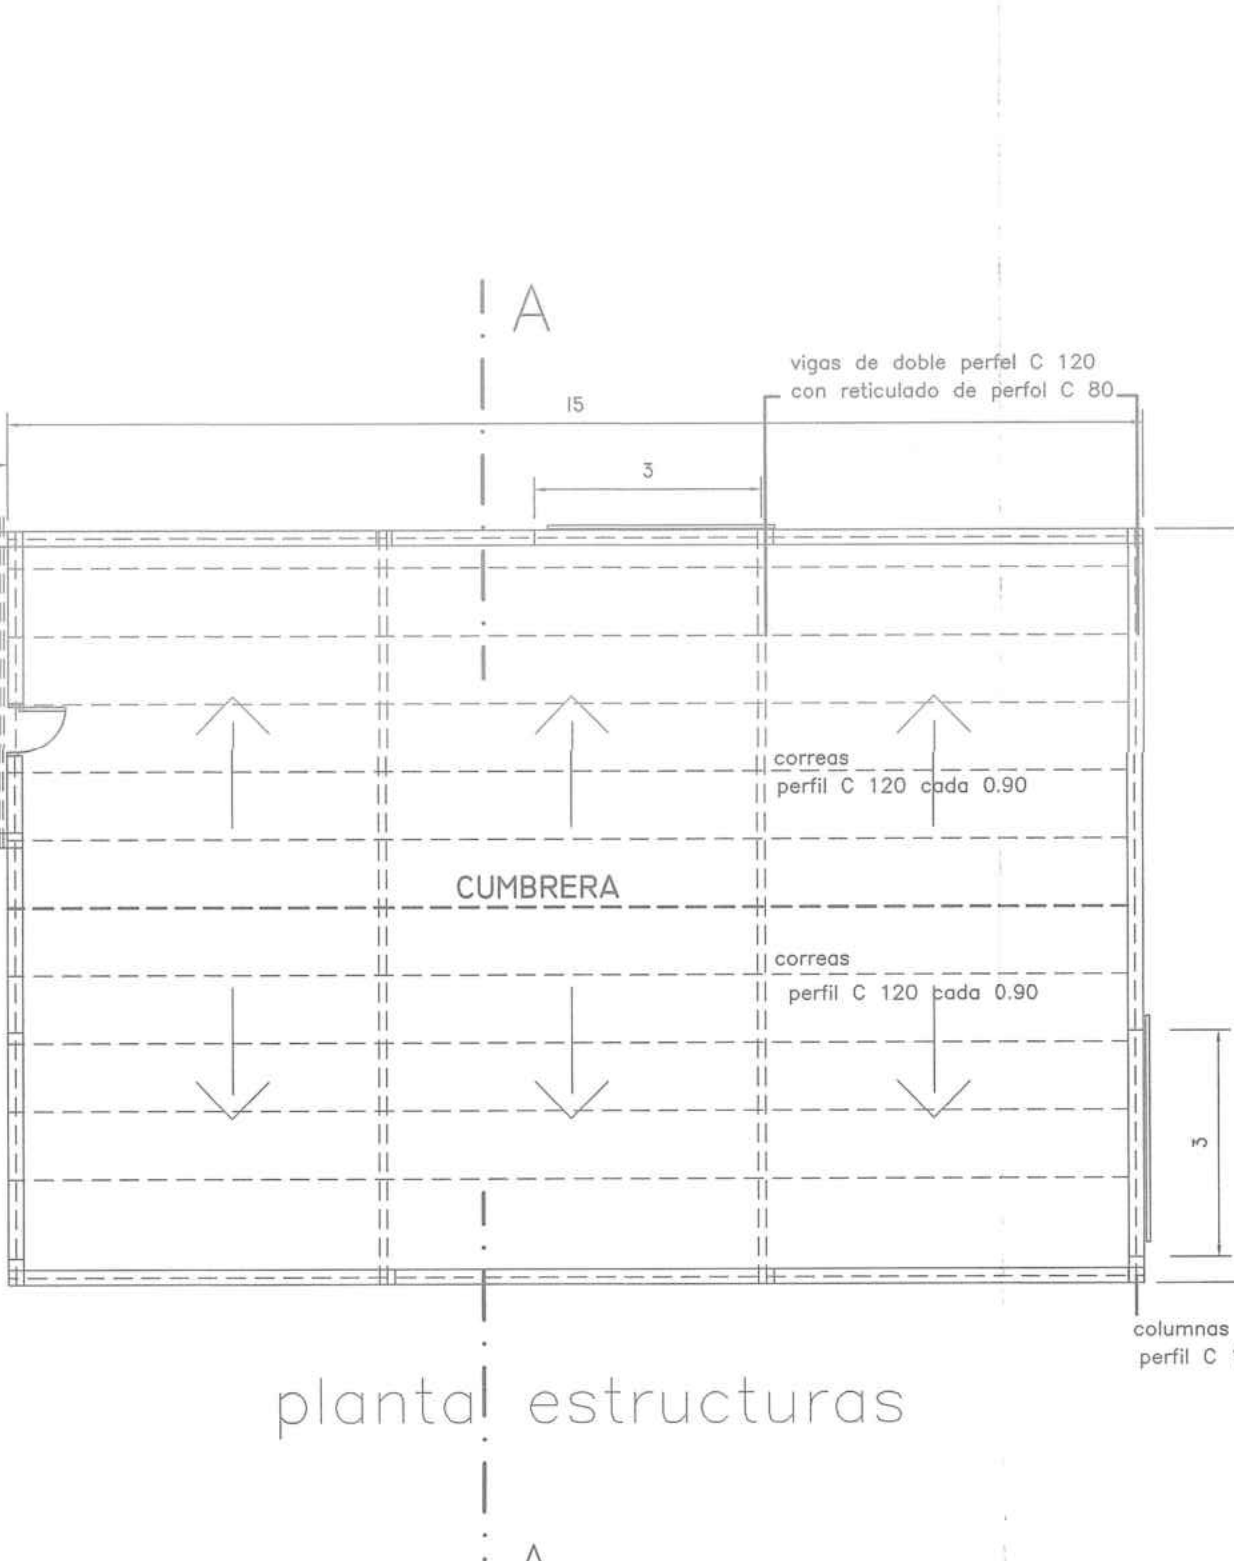 A
vigas de doble perfel C 120
con reticulado de perfol C 80
15
3
correas
perfil C 120 cada 0.90
CUMBRERA
correas
perfil C 120 cada 0.90
3
columnas
perfil C
planta estructuras
A